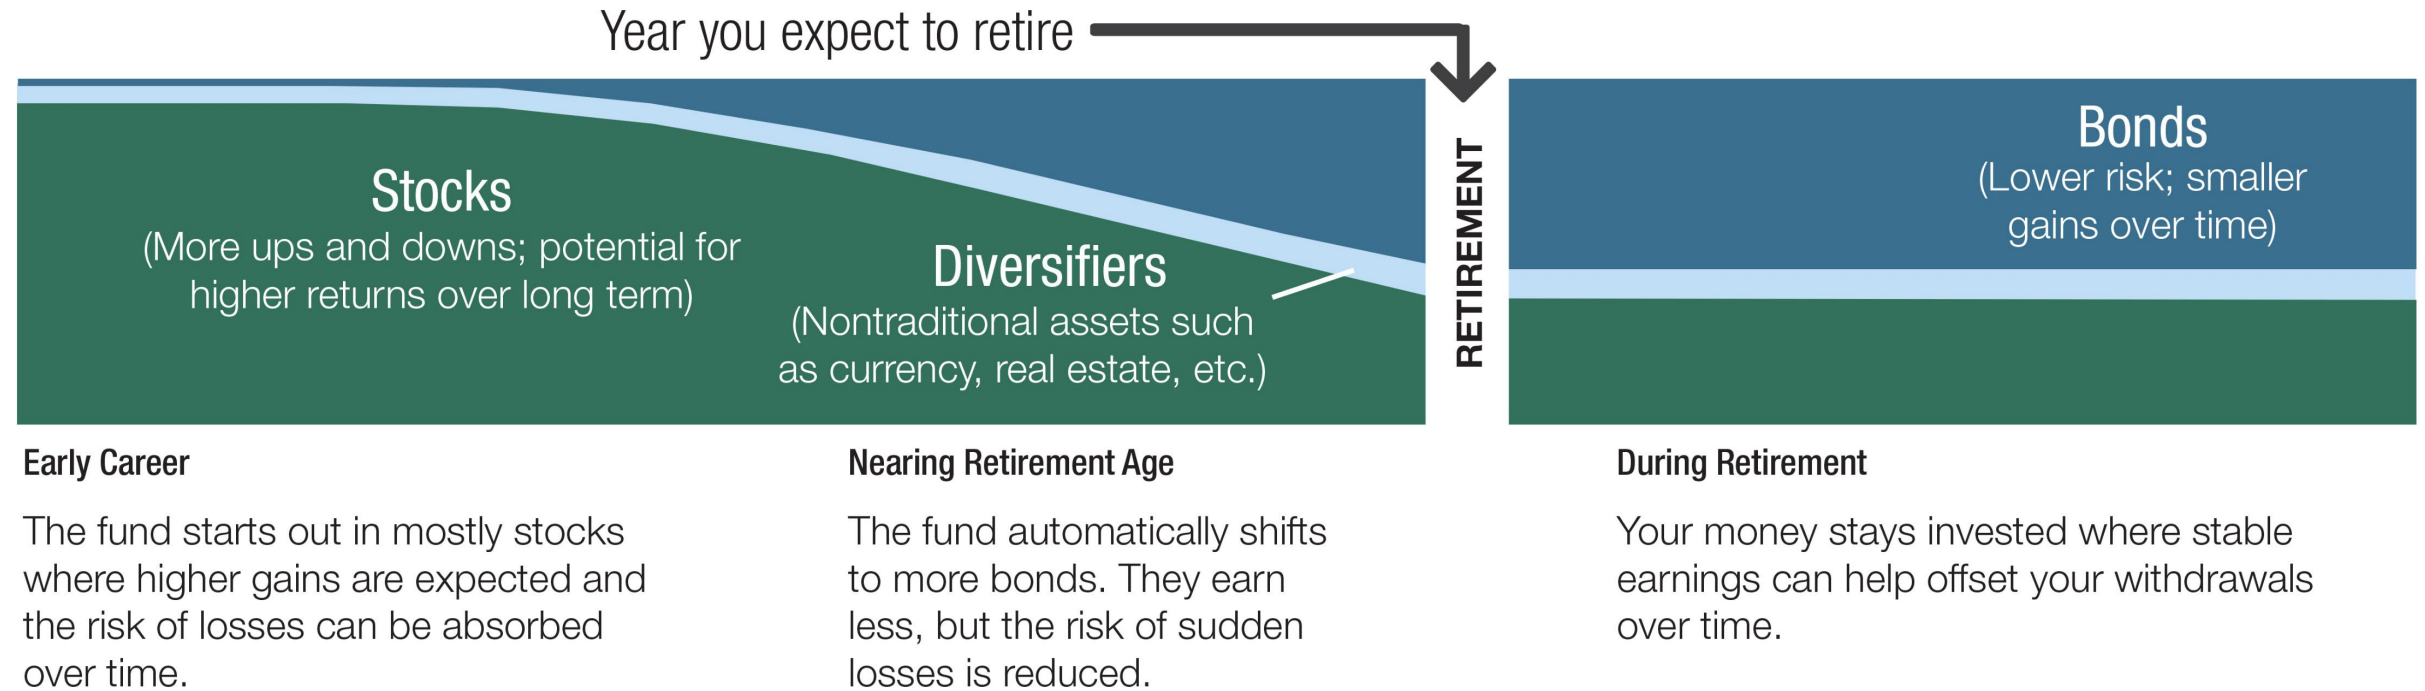 Year you expect to retire
Stocks
(More ups and downs; potential for
higher returns over long term)
Diversifiers
(Nontraditional assets such
as currency, real estate, etc.)
RETIREMENT
Bonds
(Lower risk; smaller
gains over time)
Early Career
The fund starts out in mostly stocks
where higher gains are expected and
the risk of losses can be absorbed
over time.
Nearing Retirement Age
The fund automatically shifts
to more bonds. They earn
less, but the risk of sudden
losses is reduced.
During Retirement
Your money stays invested where stable
earnings can help offset your withdrawals
over time.